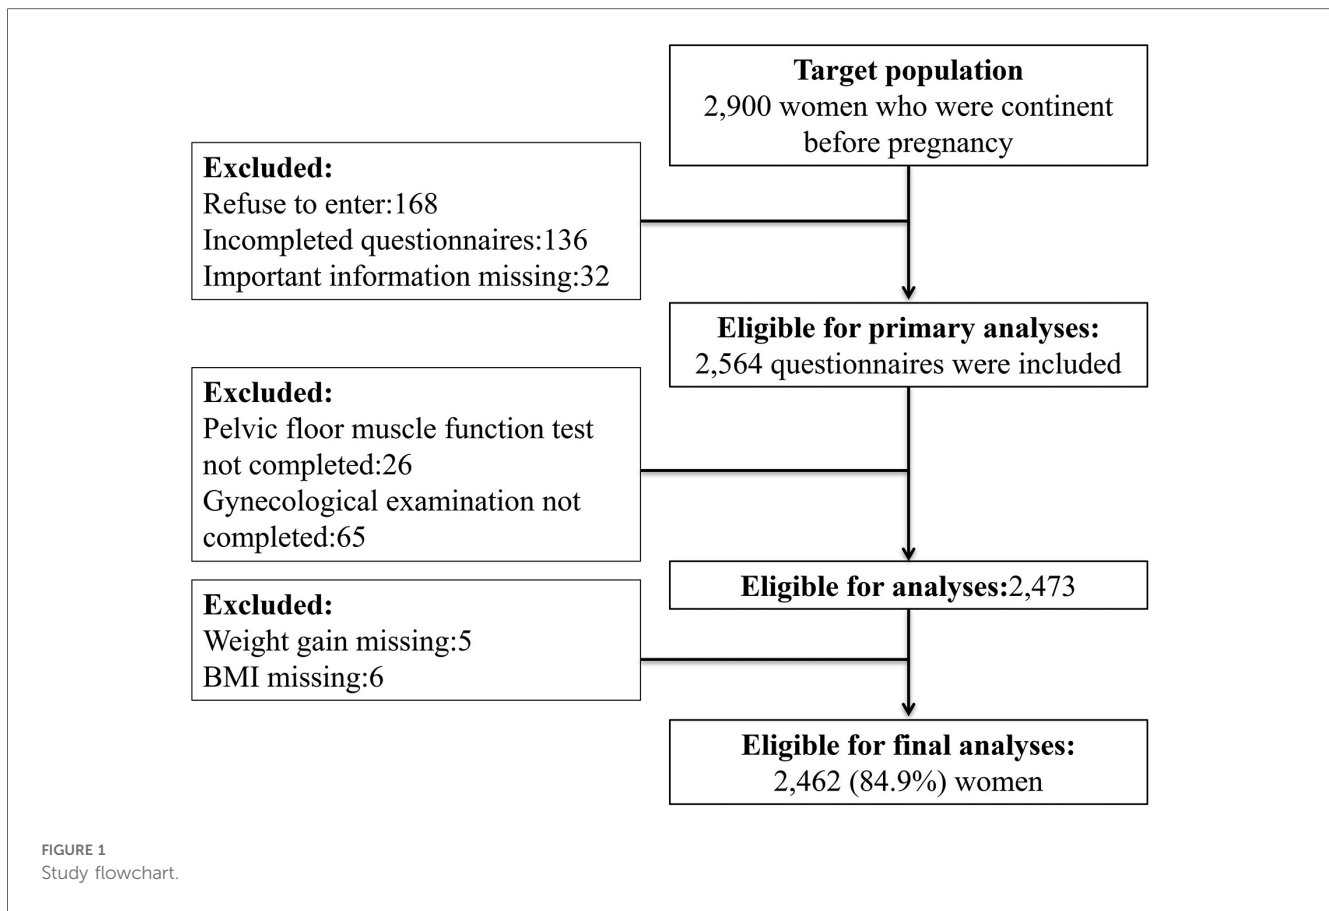 Target population
2,900 women who were continent
before pregnancy
Excluded:
Refuse to enter:168
Incompleted questionnaires:136
Important information missing:32
Eligible for primary analyses:
2,564 questionnaires were included
Excluded:
Pelvic floor muscle function test
not completed:26
Gynecological examination not
completed:65
Eligible for analyses:2,473
Excluded:
Weight gain missing:5
BMI missing:6
Eligible for final analyses:
2,462 (84.9%) women
FIGURE 1
Study flowchart.